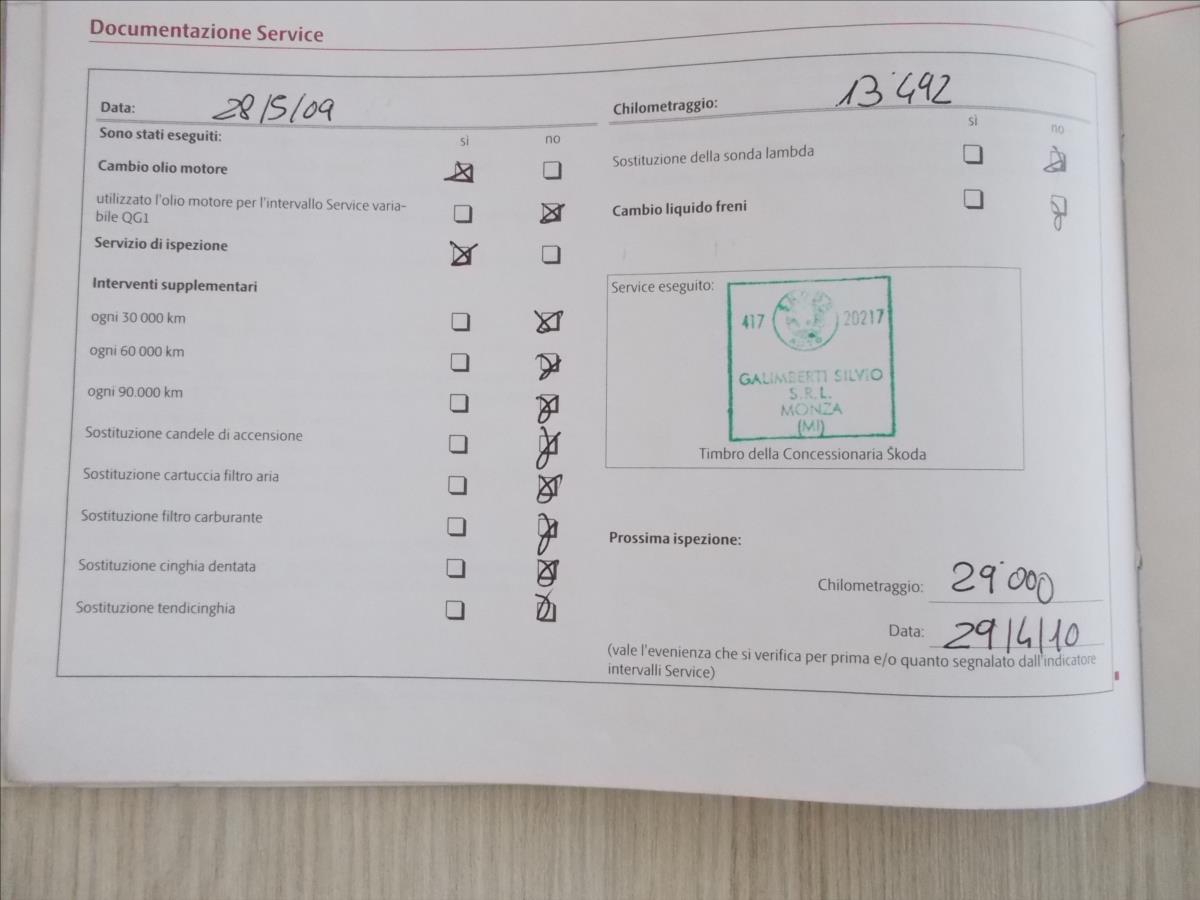 Documentazione Service
Data: 28/5/09
Sono stati eseguiti: sì no
Cambio olio motore
utilizzato l'olio motore per l'intervallo Service varia-
bile QG1
Servizio di ispezione
Interventi supplementari
ogni 30 000 km
ogni 60 000 km
ogni 90.000 km
Sostituzione candele di accensione
Sostituzione cartuccia filtro aria
Sostituzione filtro carburante
Sostituzione cinghia dentata
Sostituzione tendicinghia
Chilometraggio: 13'492
sì no
Sostituzione della sonda lambda
Cambio liquido freni
Service eseguito:
417 20217
AUTO
GALIMBERTI SILVIO
S.R.L.
MONZA
(MI)
Timbro della Concessionaria Škoda
Prossima ispezione:
Chilometraggio: 29'000
Data: 29/4/10
(vale l'evenienza che si verifica per prima e/o quanto segnalato dall'indicatore
intervalli Service)